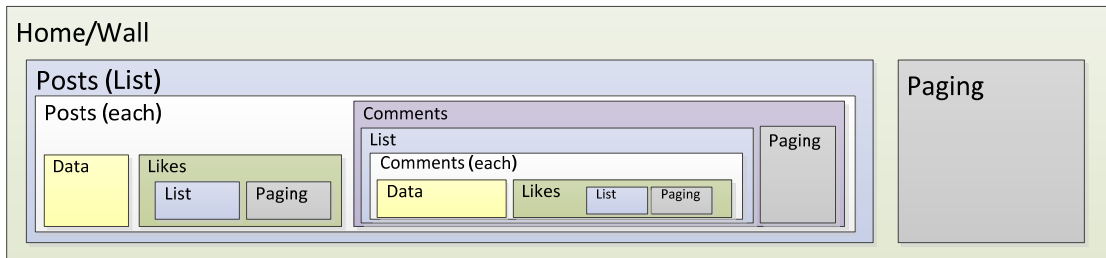 Home/Wall
Posts (List)
Paging
Posts (each)
Comments
List
Paging
Comments (each)
Data
Likes
List
Paging
Data
Likes
List
Paging